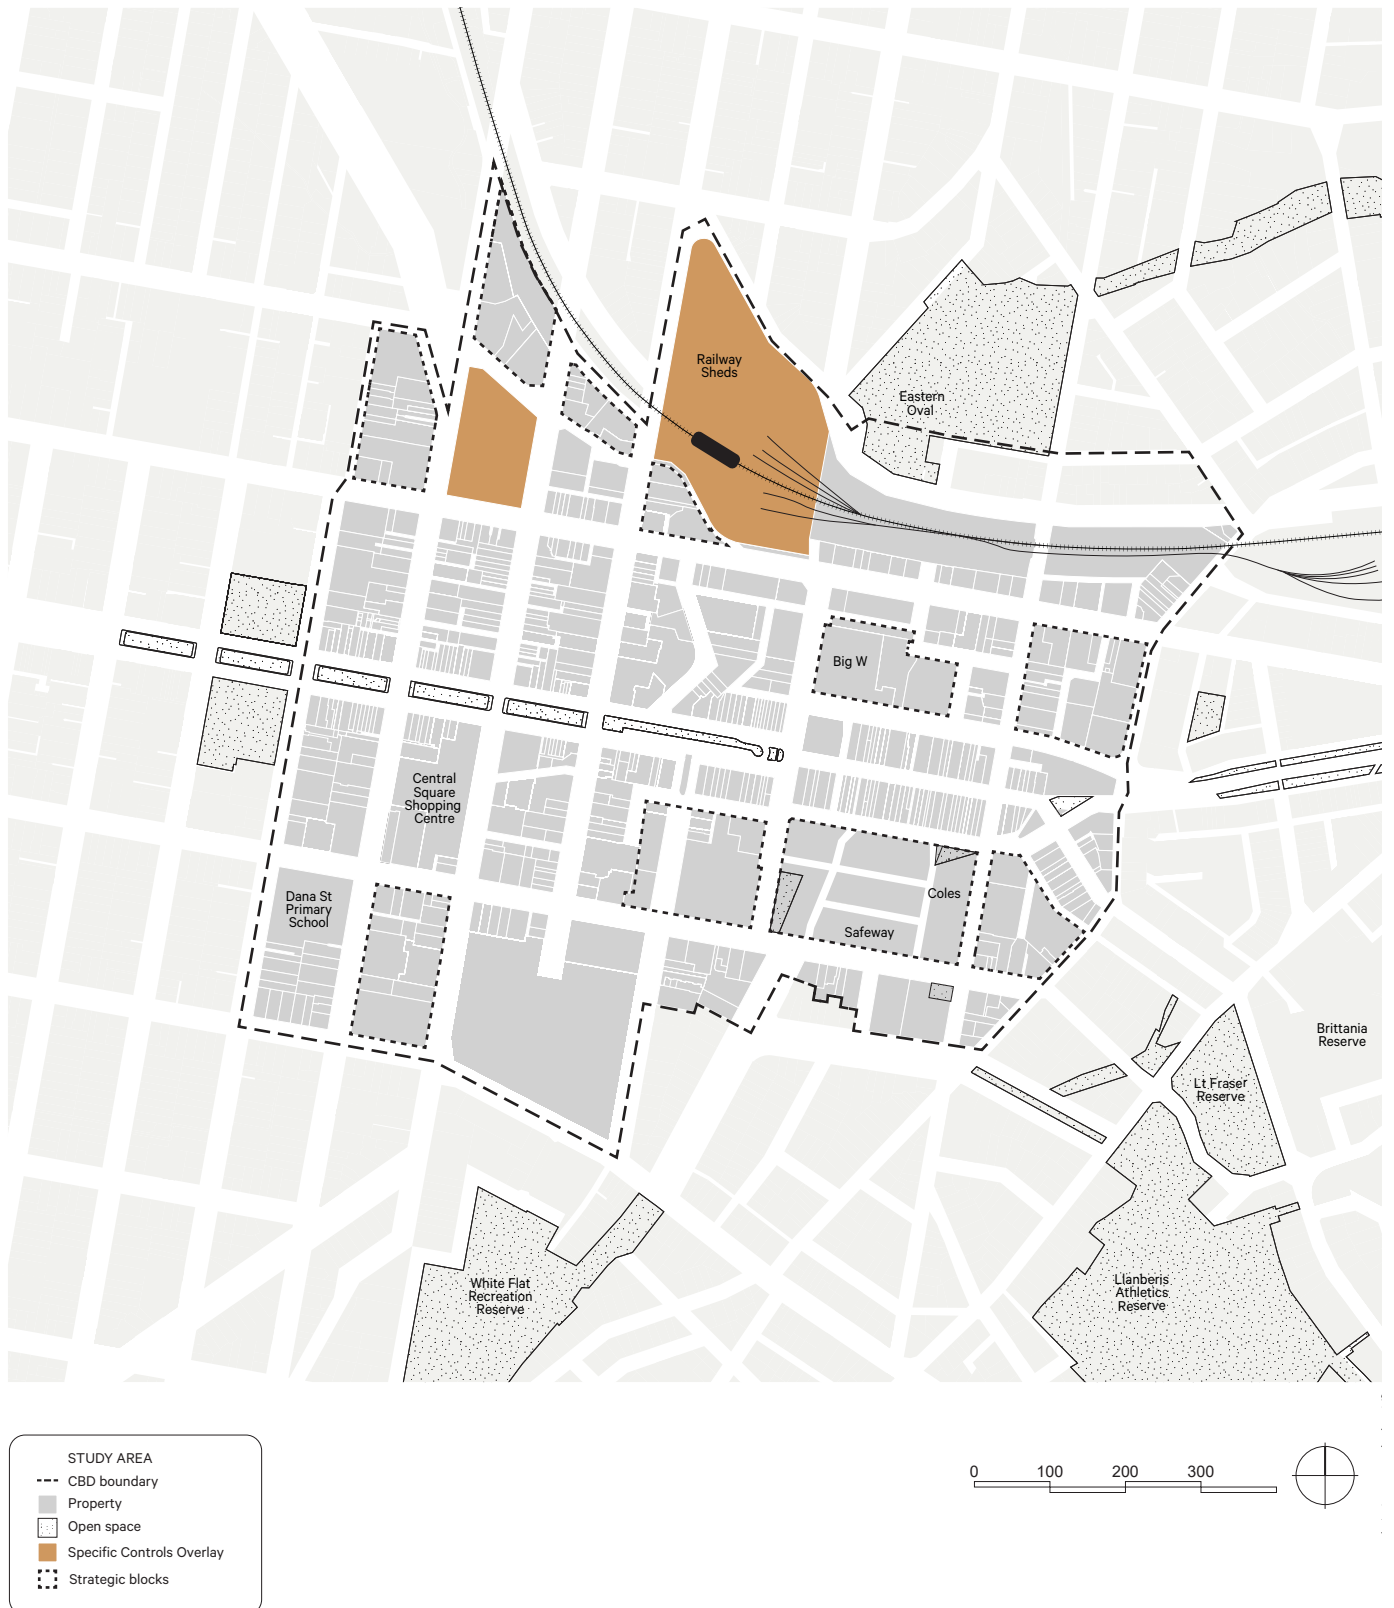 Railway
Sheds
Eastern
Oval
Big W
Central
Square
Shopping
Centre
Coles
Dana St
Primary
School
Safeway
Brittania
Reserve
Lt Fraser
Reserve
White Flat
Recreation
Reserve
Llanberis
Athletics
Reserve
STUDY AREA
CBD boundary
Property
Open space
Specific Controls Overlay
Strategic blocks
0 100 200 300